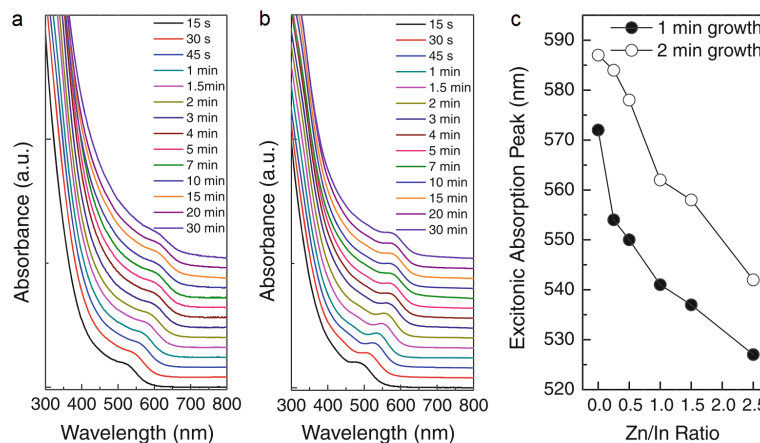 a
15 s
30 s
45 s
1 min
1.5min
2 min
3 min
4 min
5 min
7 min
10 min
15 min
20 min
30 min
Absorbance (a.u.)
300 400 500 600 700 800
Wavelength (nm)
b
15 s
30 s
45 s
1 min
1.5 min
2 min
3 min
4 min
5 min
7 min
10 min
15 min
20 min
30 min
Absorbance (a.u.)
300 400 500 600 700 800
Wavelength (nm)
c
1 min growth
2 min growth
590
580
570
560
550
530
520
Excitonic Absorption Peak (nm)
0.0 0.5 1.0 1.5 2.0 2.5
Zn/In Ratio